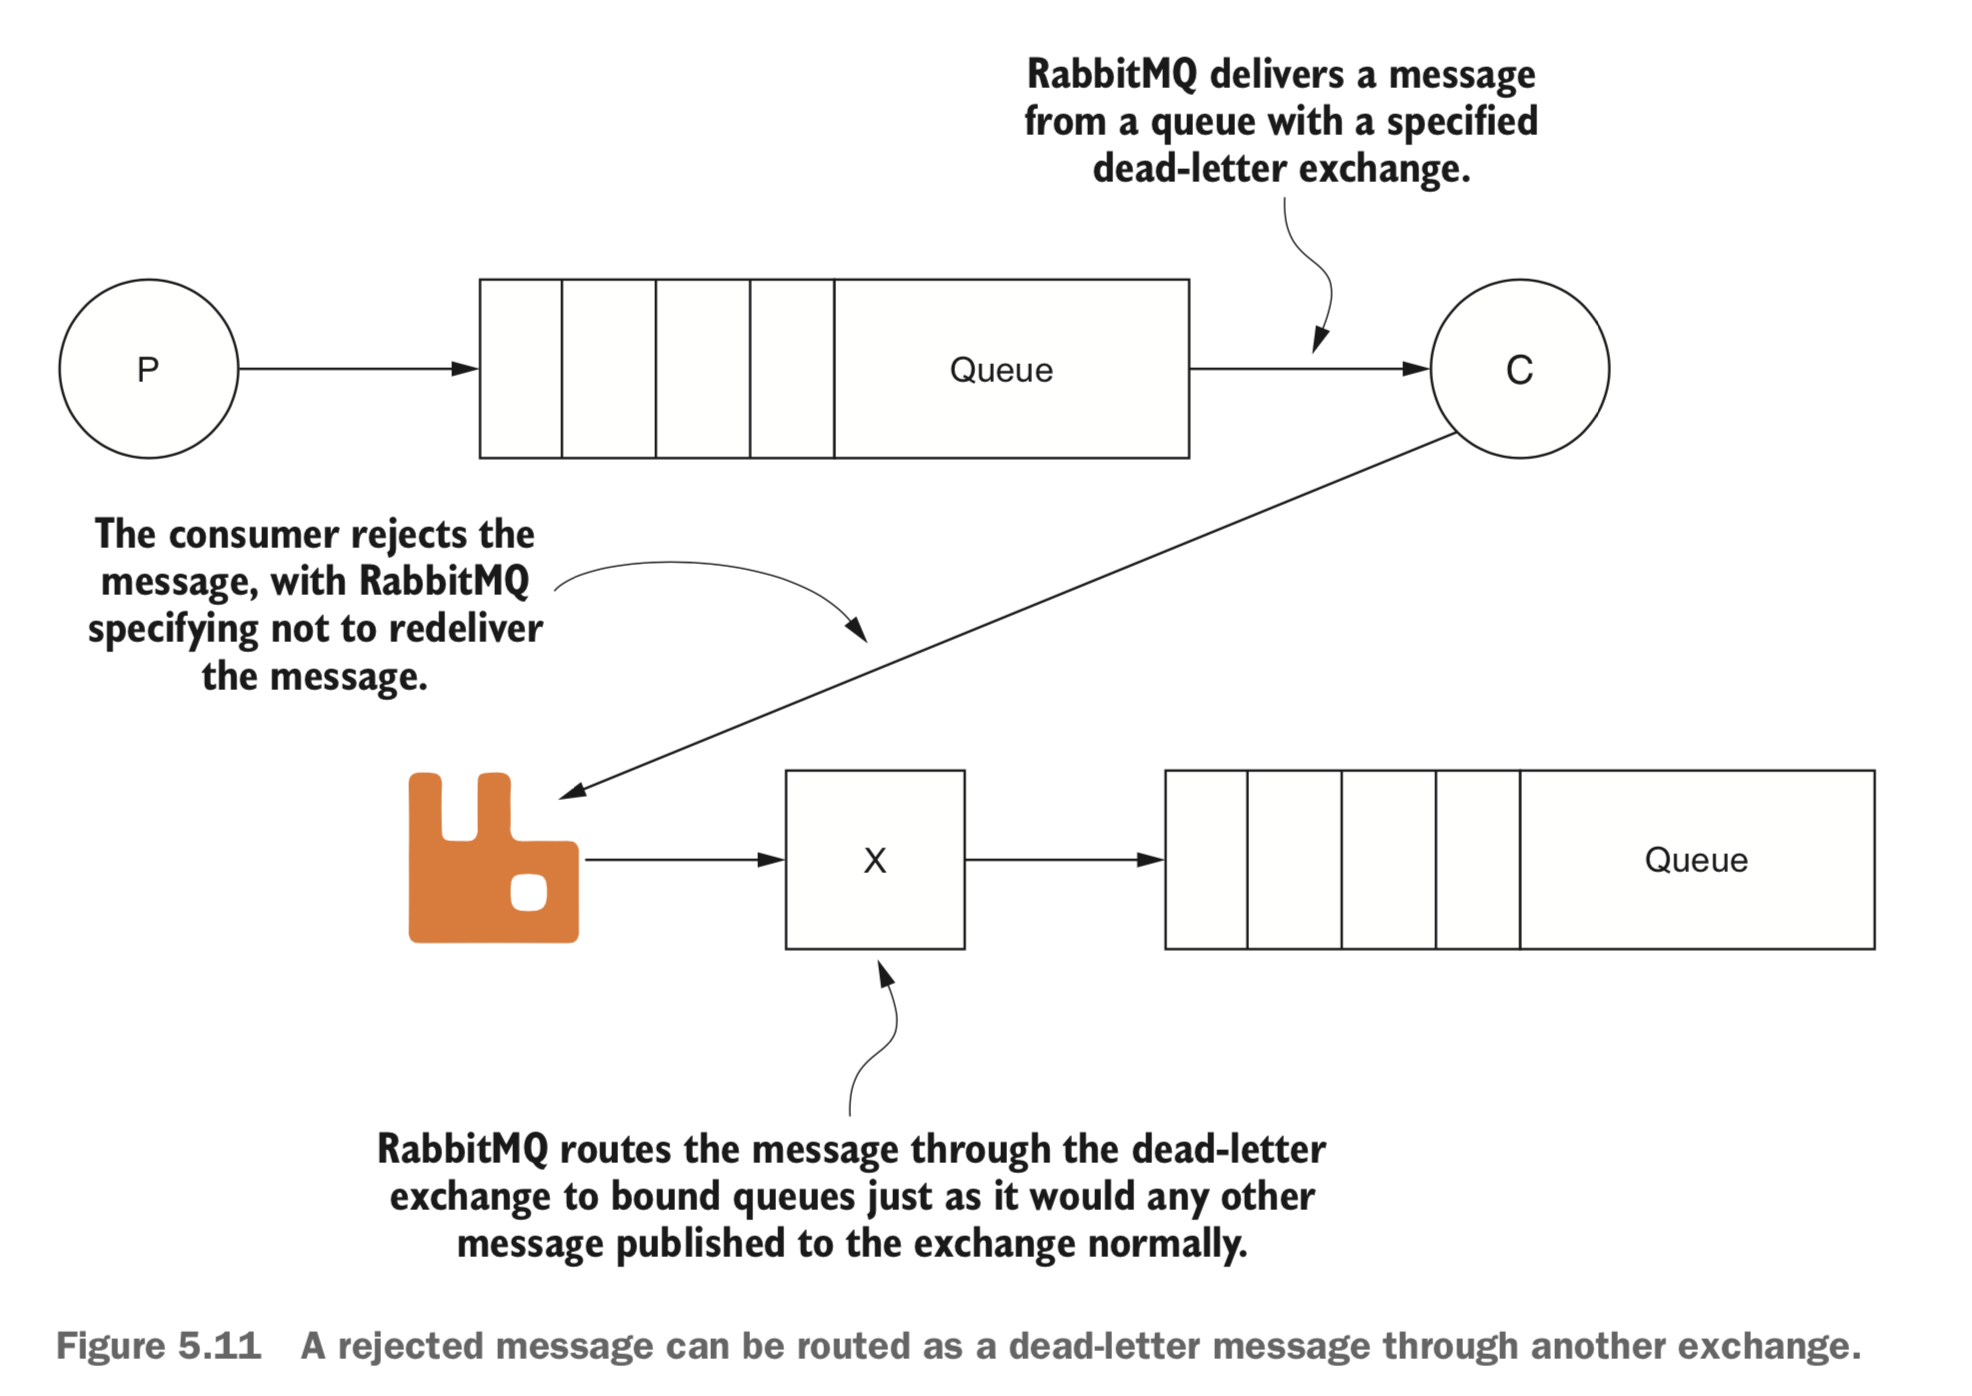 RabbitMQ delivers a message
from a queue with a specified
dead-letter exchange.
P
Queue
C
The consumer rejects the
message, with RabbitMQ
specifying not to redeliver
the message.
X
Queue
RabbitMQ routes the message through the dead-letter
exchange to bound queues just as it would any other
message published to the exchange normally.
Figure 5.11 A rejected message can be routed as a dead-letter message through another exchange.